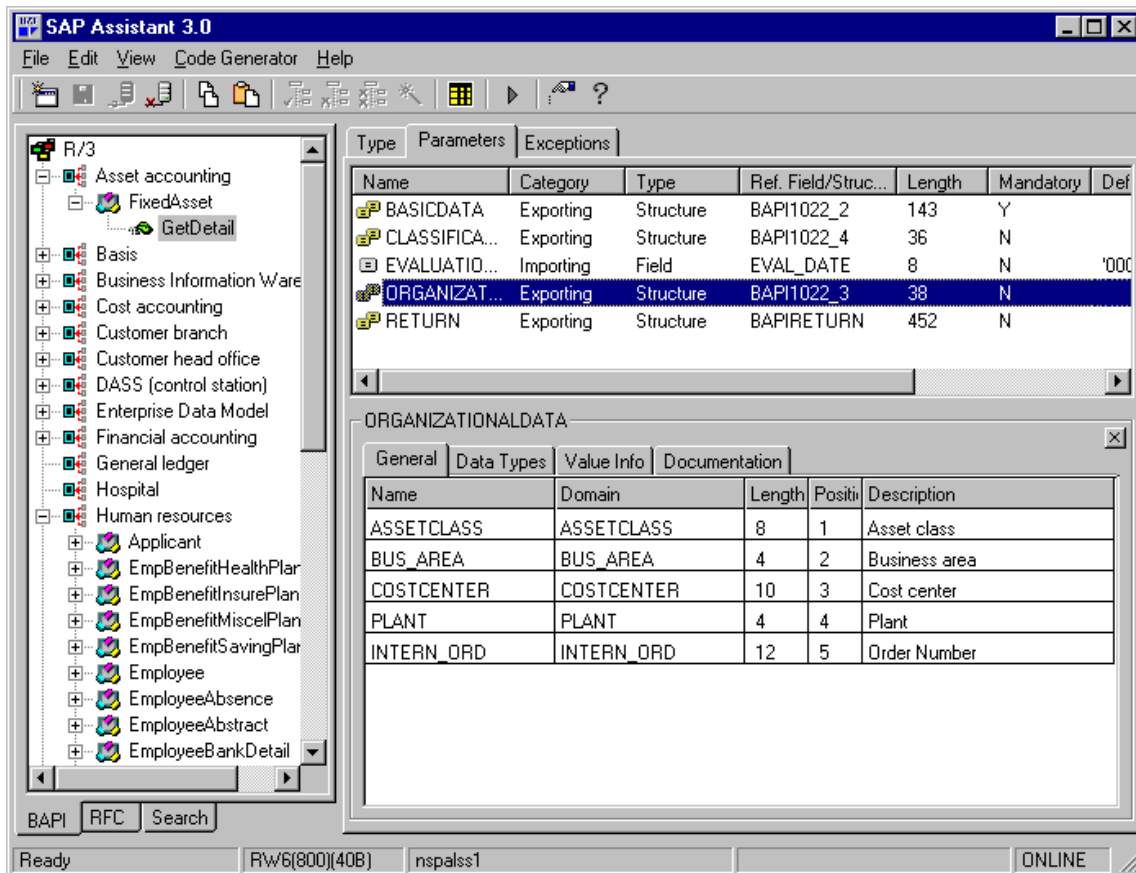 SAP Assistant 3.0
File Edit View Code Generator Help
R/3
Asset accounting
FixedAsset
GetDetail
Basis
Business Information Ware
Cost accounting
Customer branch
Customer head office
DASS (control station)
Enterprise Data Model
Financial accounting
General ledger
Hospital
Human resources
Applicant
EmpBenefitHealthPlan
EmpBenefitInsurePlan
EmpBenefitMiscelPlan
EmpBenefitSavingPlan
Employee
EmployeeAbsence
EmployeeAbstract
EmployeeBankDetail
BAPI RFC Search
Type Parameters Exceptions
Name Category Type Ref. Field/Struc... Length Mandatory Def
BASICDATA Exporting Structure BAPI1022_2 143 Y
CLASSIFICA... Exporting Structure BAPI1022_4 36 N
EVALUATIO... Importing Field EVAL_DATE 8 N '000
ORGANIZAT... Exporting Structure BAPI1022_3 38 N
RETURN Exporting Structure BAPIRETURN 452 N
ORGANIZATIONALDATA
General Data Types Value Info Documentation
Name Domain Length Positi Description
ASSETCLASS ASSETCLASS 8 1 Asset class
BUS_AREA BUS_AREA 4 2 Business area
COSTCENTER COSTCENTER 10 3 Cost center
PLANT PLANT 4 4 Plant
INTERN_ORD INTERN_ORD 12 5 Order Number
Ready RW6(800)(40B) nspalss1 ONLINE